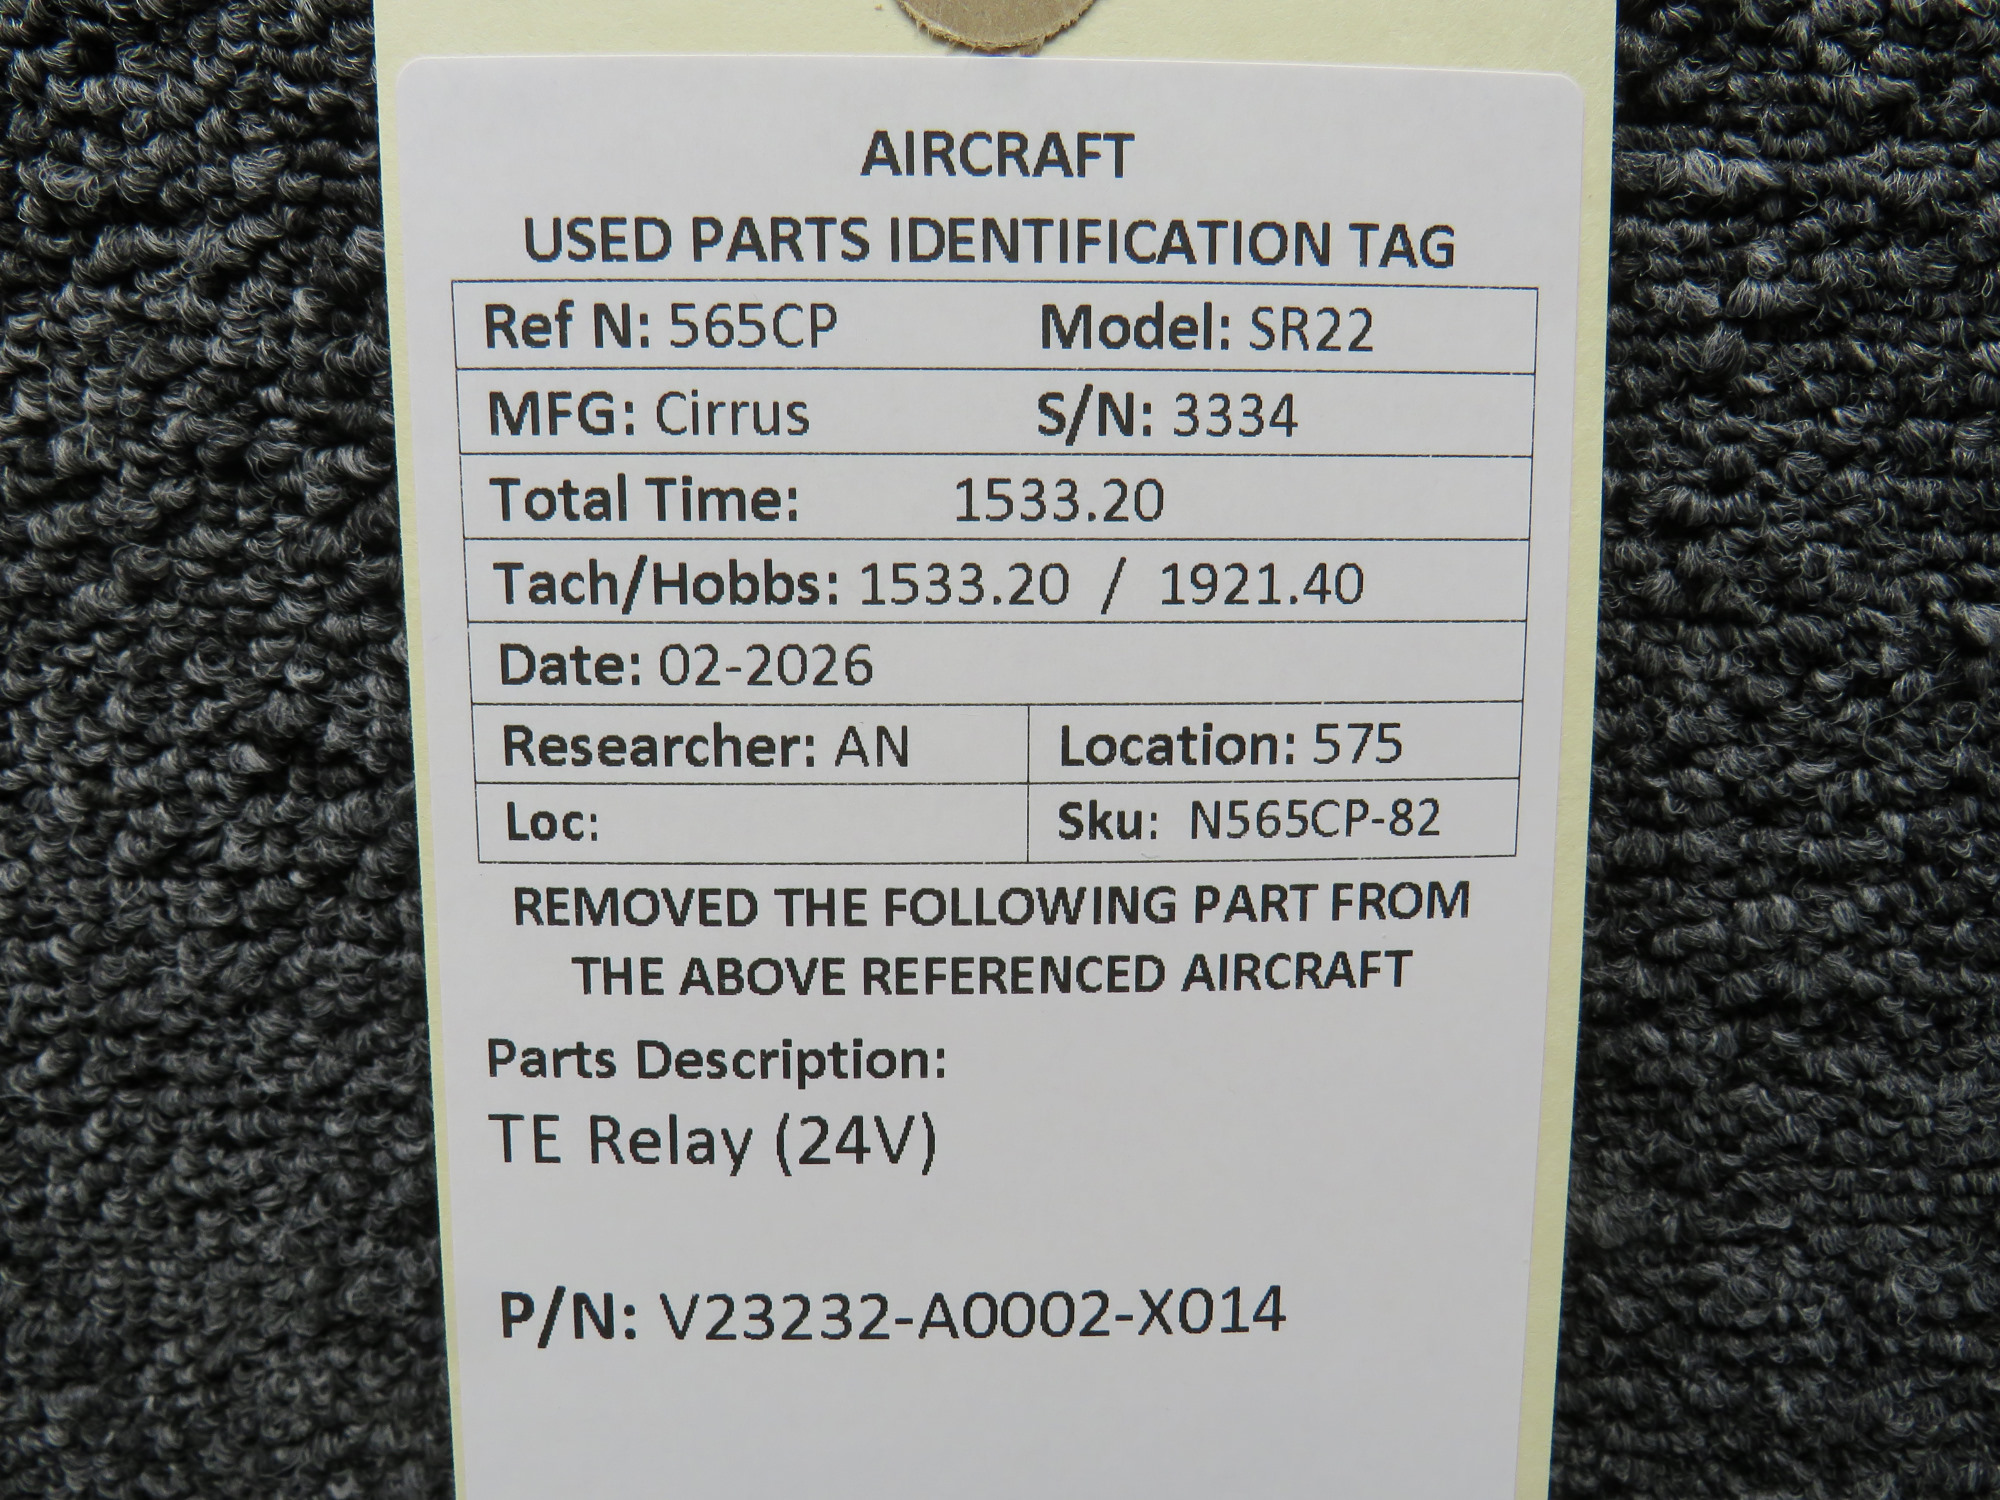 AIRCRAFT
USED PARTS IDENTIFICATION TAG
Ref N: 565CP Model: SR22
MFG: Cirrus S/N: 3334
Total Time: 1533.20
Tach/Hobbs: 1533.20 / 1921.40
Date: 02-2026
Researcher: AN Location: 575
Loc: Sku: N565CP-82
REMOVED THE FOLLOWING PART FROM
THE ABOVE REFERENCED AIRCRAFT
Parts Description:
TE Relay (24V)
P/N: V23232-A0002-X014